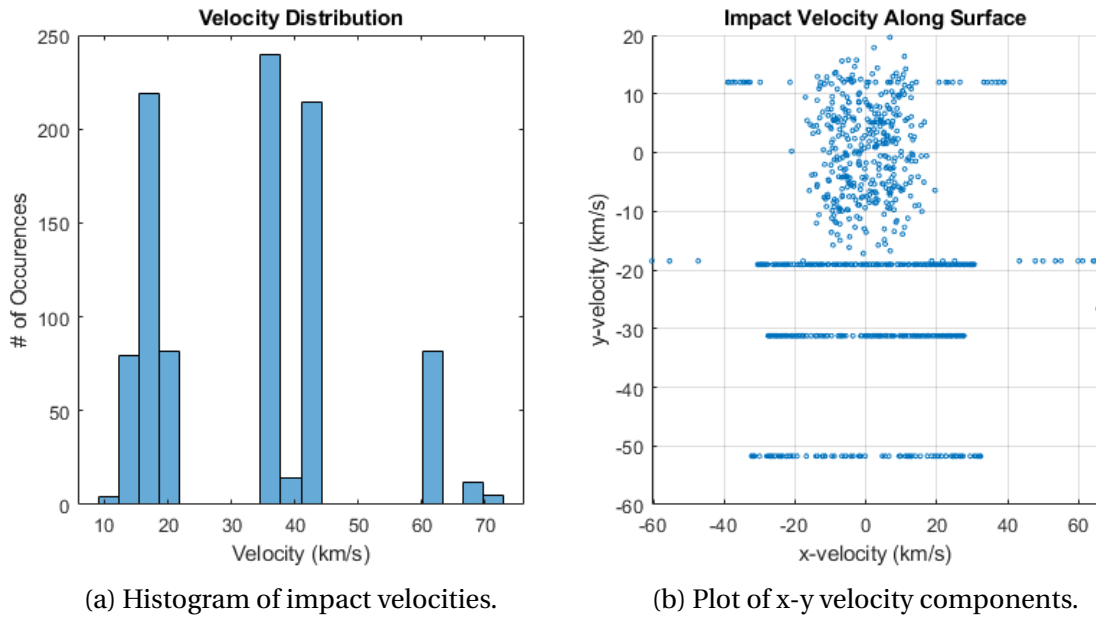 Velocity Distribution
250
200
150
100
50
0
10 20 30 40 50 60 70
Velocity (km/s)
# of Occurences
(a) Histogram of impact velocities.
Impact Velocity Along Surface
20
10
0
-10
-20
-30
-40
-50
-60
-60 -40 -20 0 20 40 60
x-velocity (km/s)
y-velocity (km/s)
(b) Plot of x-y velocity components.